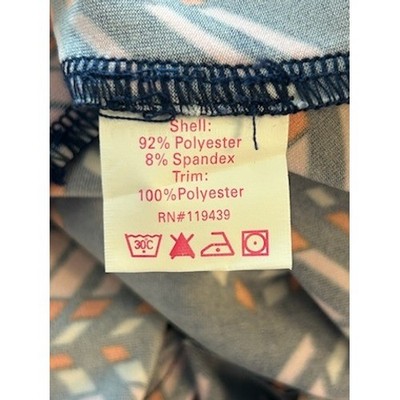 Shell:
92% Polyester
8% Spandex
Trim:
100%Polyester
RN#119439
30C